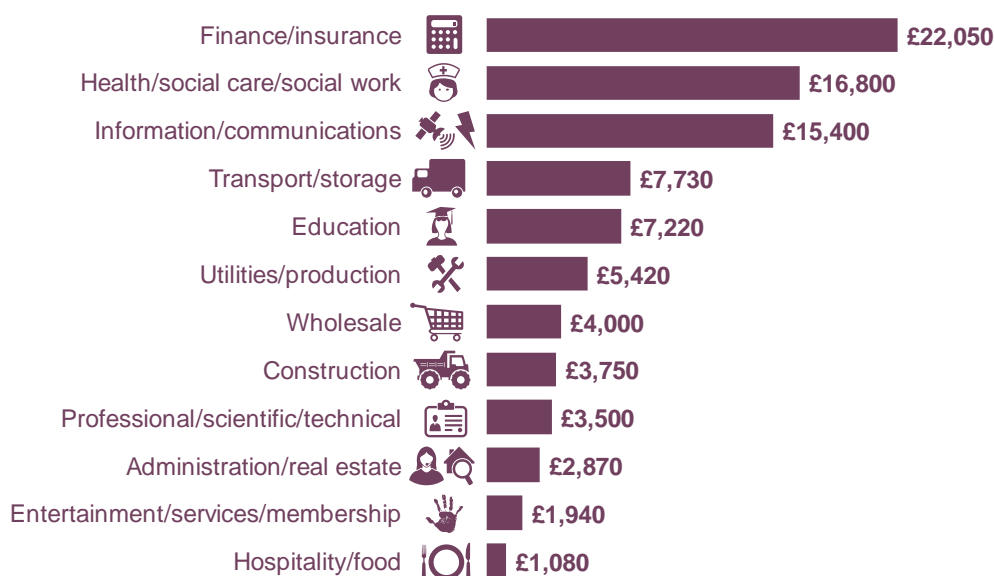 Finance/insurance £22,050
Health/social care/social work £16,800
Information/communications £15,400
Transport/storage £7,730
Education £7,220
Utilities/production £5,420
Wholesale £4,000
Construction £3,750
Professional/scientific/technical £3,500
Administration/real estate £2,870
Entertainment/services/membership £1,940
Hospitality/food £1,080